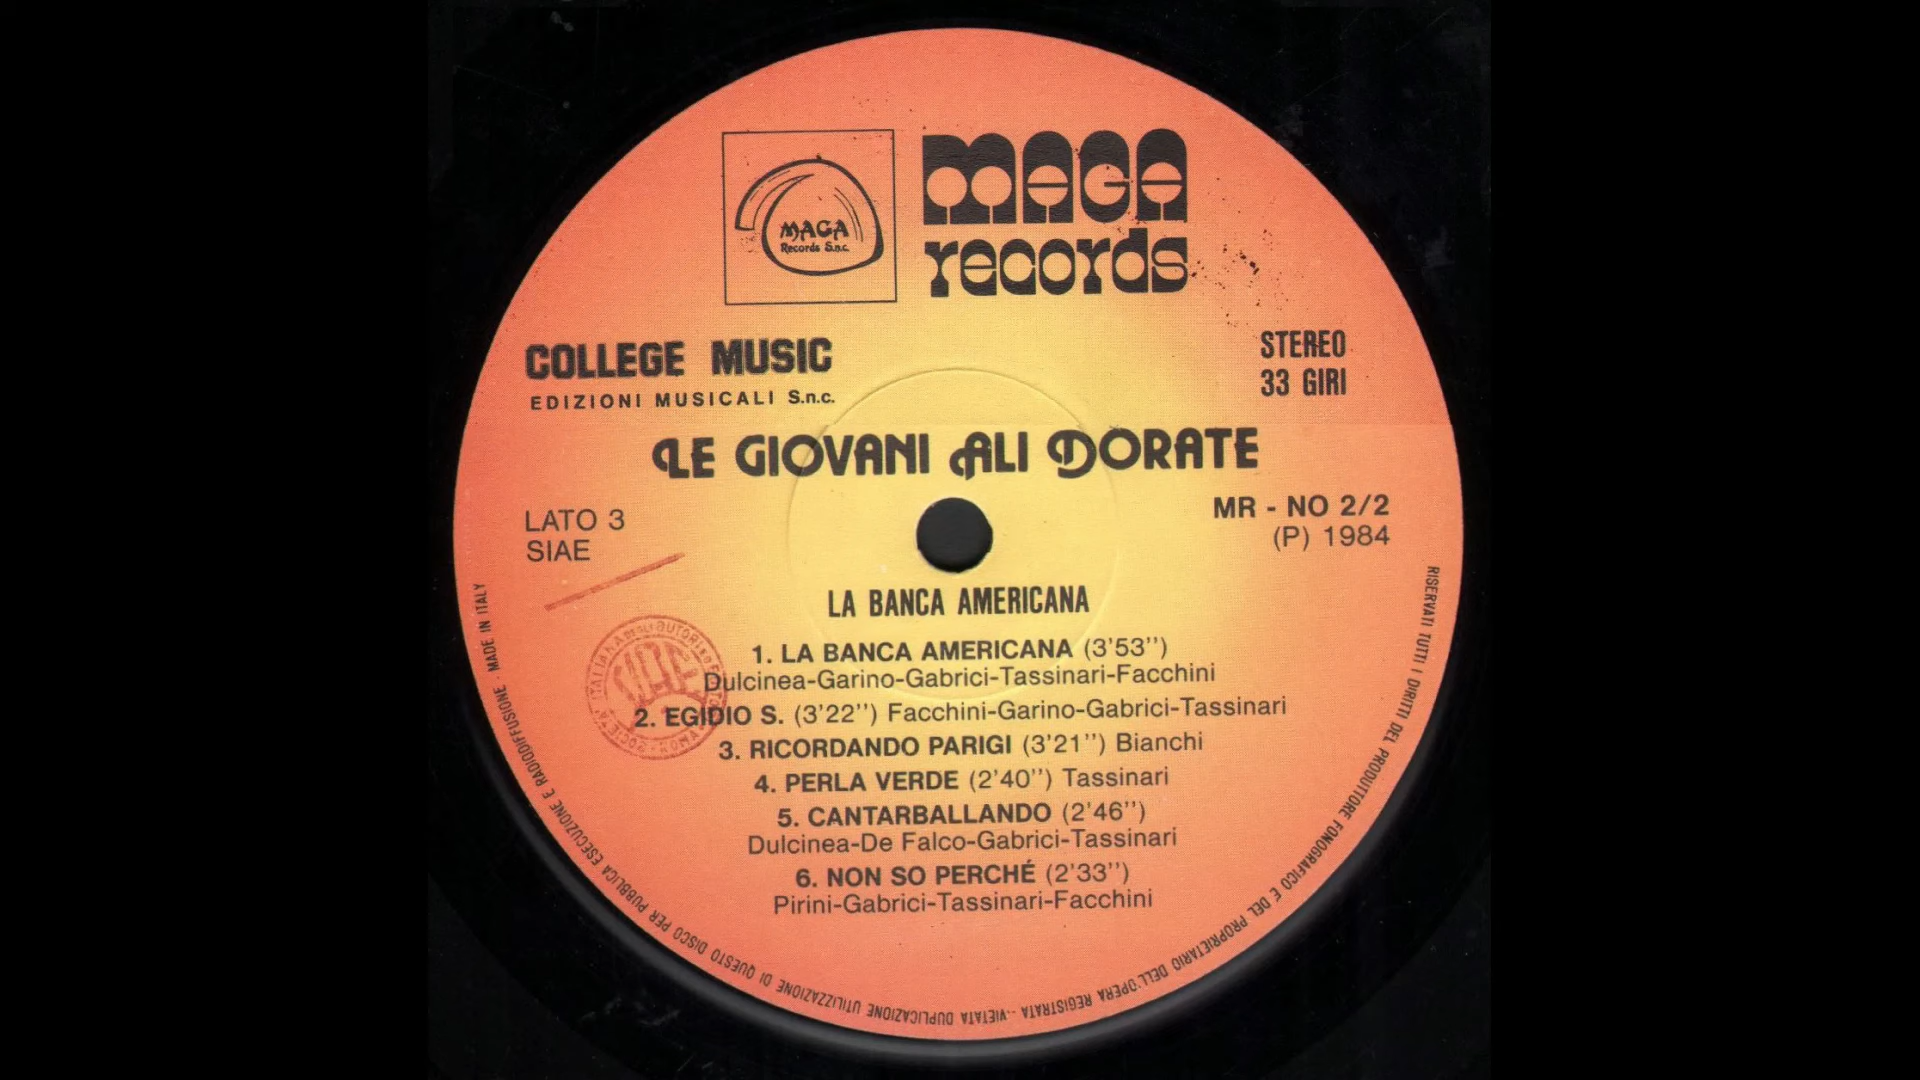 MAGA
Records S.n.c.
maga
records
COLLEGE MUSIC
EDIZIONI MUSICALI S.n.c.
STEREO
33 GIRI
LE GIOVANI ALI DORATE
LATO 3
SIAE
MR - NO 2/2
(P) 1984
LA BANCA AMERICANA
1. LA BANCA AMERICANA (3'53'')
Dulcinea-Garino-Gabrici-Tassinari-Facchini
2. EGIDIO S. (3'22'') Facchini-Garino-Gabrici-Tassinari
3. RICORDANDO PARIGI (3'21'') Bianchi
4. PERLA VERDE (2'40'') Tassinari
5. CANTARBALLANDO (2'46'')
Dulcinea-De Falco-Gabrici-Tassinari
6. NON SO PERCHÉ (2'33'')
Pirini-Gabrici-Tassinari-Facchini
RISERVATI TUTTI I DIRITTI DEL PRODUTTORE FONOGRAFICO E DEL PROPRIETARIO DELL'OPERA REGISTRATA -- VIETATA DUPLICAZIONE UTILIZZAZIONE DI QUESTO DISCO PER PUBBLICA ESECUZIONE E RADIODIFFUSIONE - MADE IN ITALY